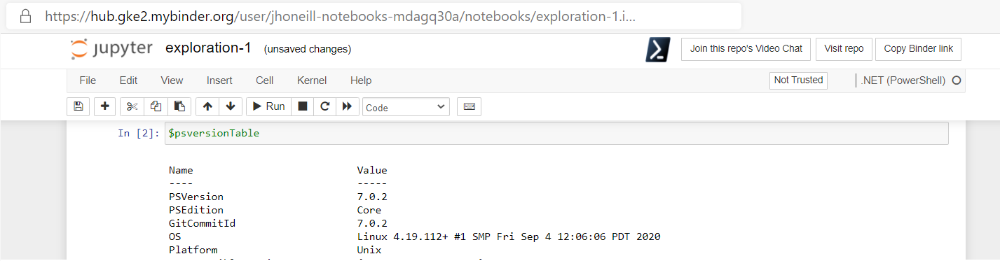 https://hub.gke2.mybinder.org/user/jhoneill-notebooks-mdagq30a/notebooks/exploration-1.i...
jupyter exploration-1 (unsaved changes) Join this repo's Video Chat Visit repo Copy Binder link
File Edit View Insert Cell Kernel Help Not Trusted .NET (PowerShell)
Run Code
In [2]: $psversionTable
Name Value
---- -----
PSVersion 7.0.2
PSEdition Core
GitCommitId 7.0.2
OS Linux 4.19.112+ #1 SMP Fri Sep 4 12:06:06 PDT 2020
Platform Unix